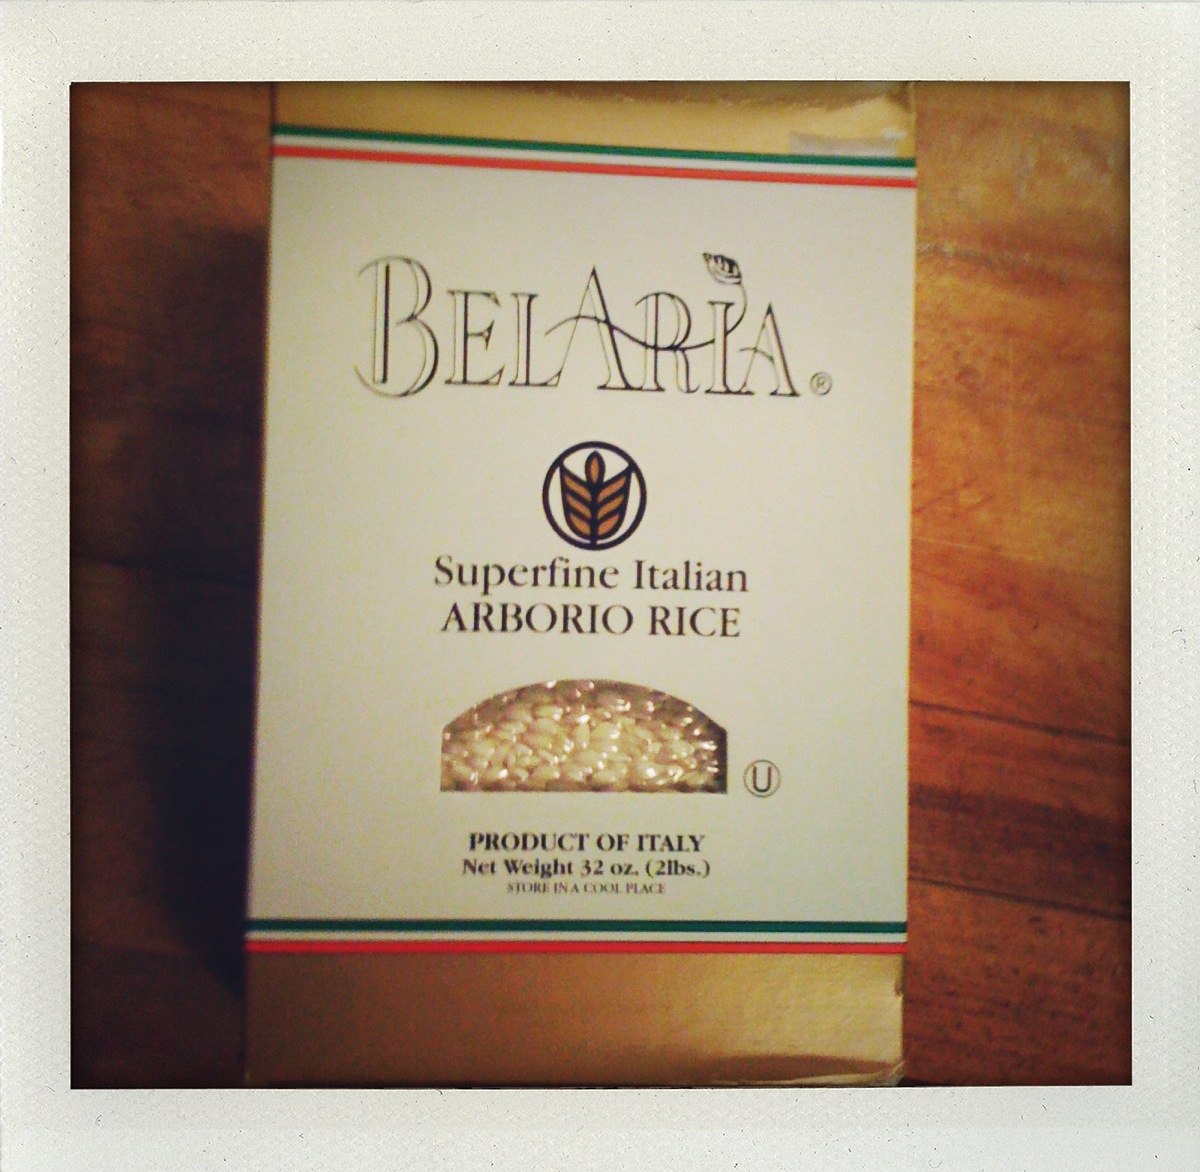 BELARIA ®
Superfine Italian
ARBORIO RICE
U
PRODUCT OF ITALY
Net Weight 32 oz. (2lbs.)
STORE IN A COOL PLACE